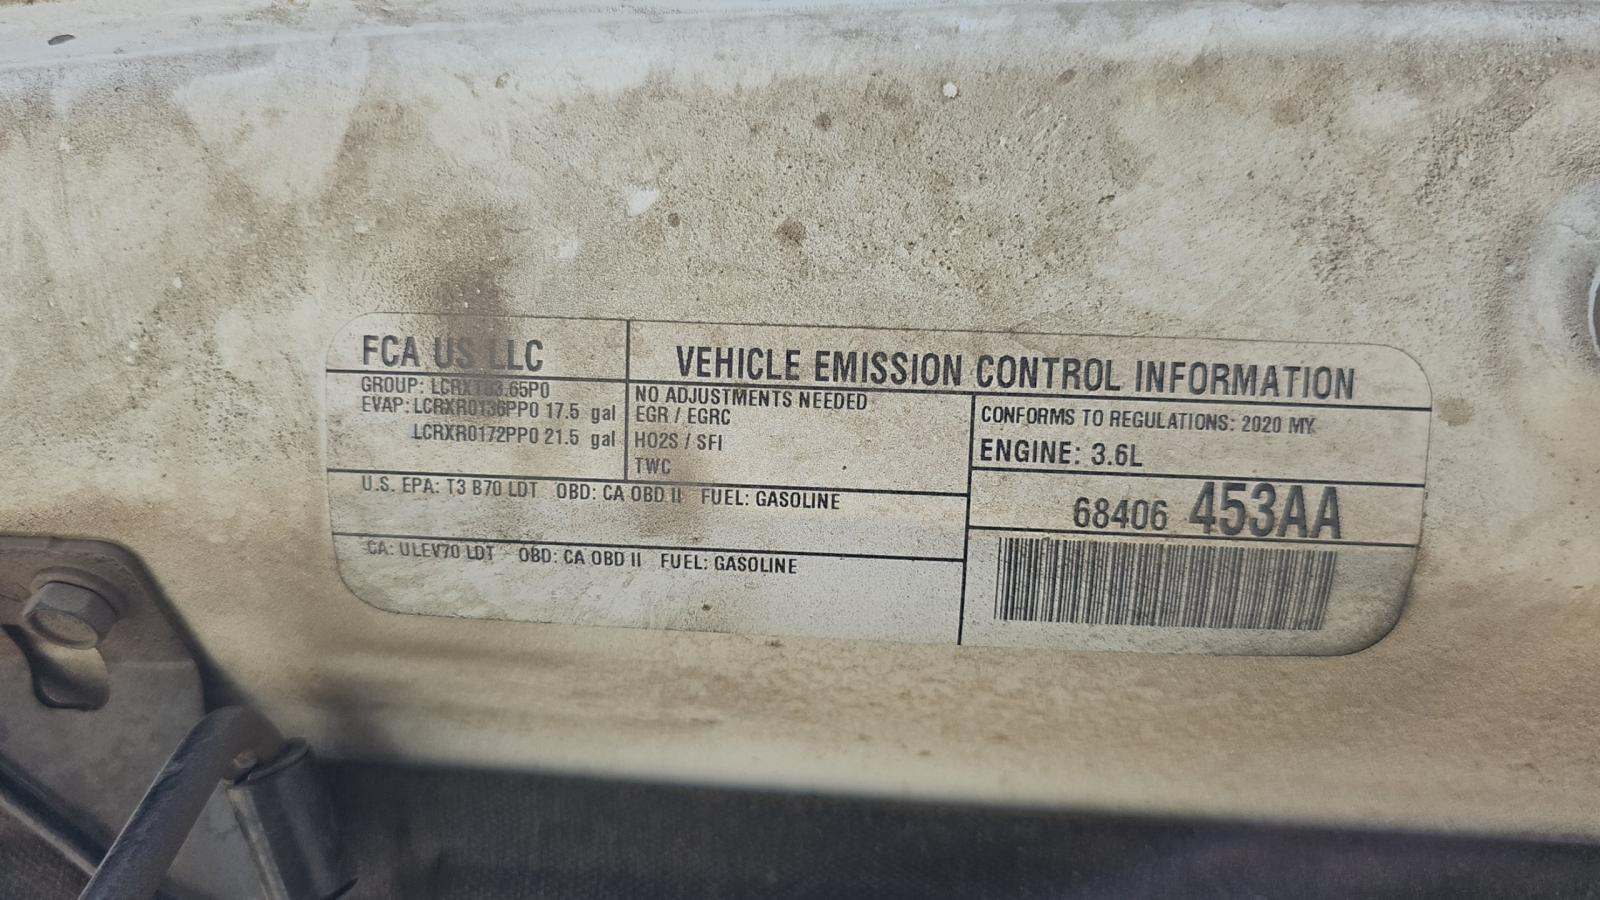 FCA US LLC
VEHICLE EMISSION CONTROL INFORMATION
GROUP: LCRXT03.65P0
EVAP: LCRXR0136PP0 17.5 gal
LCRXR0172PP0 21.5 gal
NO ADJUSTMENTS NEEDED
EGR / EGRC
HO2S / SFI
TWC
CONFORMS TO REGULATIONS: 2020 MY
ENGINE: 3.6L
U.S. EPA: T3 B70 LDT OBD: CA OBD II FUEL: GASOLINE
68406 453AA
CA: ULEV70 LDT OBD: CA OBD II FUEL: GASOLINE